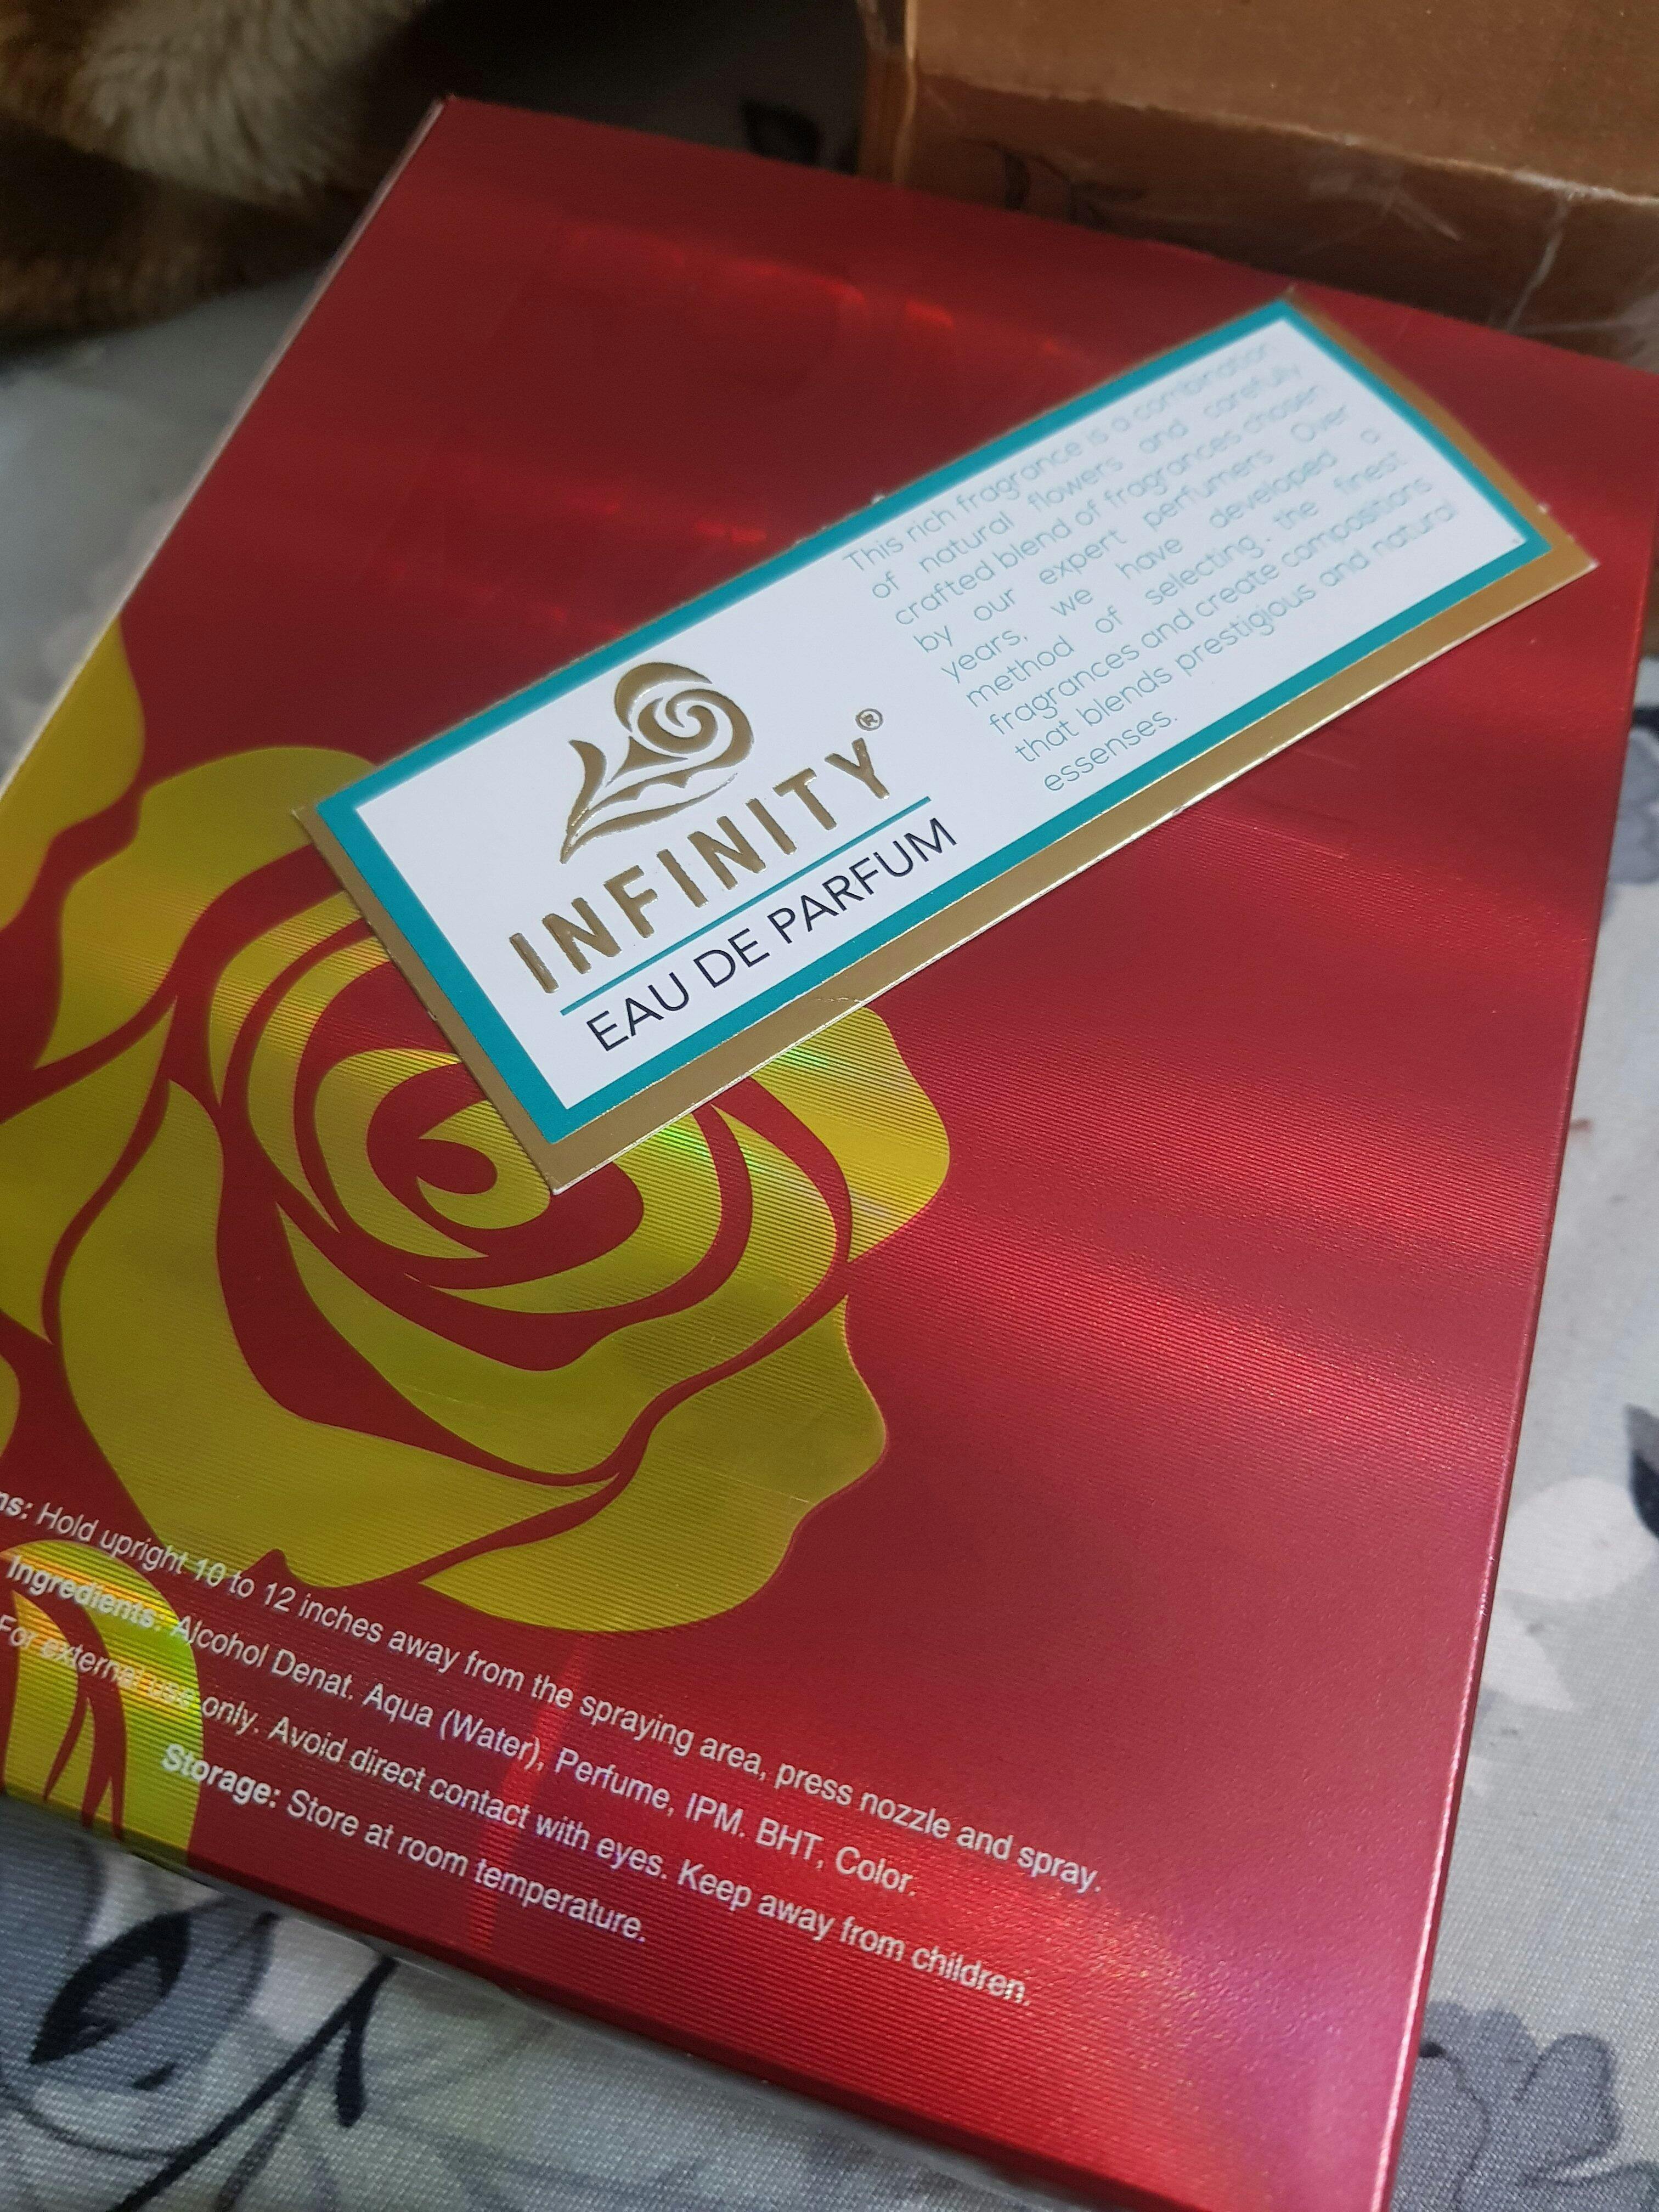 INFINITY®
EAU DE PARFUM
This rich fragrance is a combination
of natural flowers and carefully
crafted blend of fragrances chosen
by our expert perfumers. Over
years, we have developed a
method of selecting. the finest
fragrances and create compositions
that blends prestigious and natural
essenses.
Hold upright 10 to 12 inches away from the spraying area, press nozzle and spray.
Ingredients: Alcohol Denat. Aqua (Water), Perfume, IPM. BHT, Color.
For external use only. Avoid direct contact with eyes. Keep away from children.
Storage: Store at room temperature.